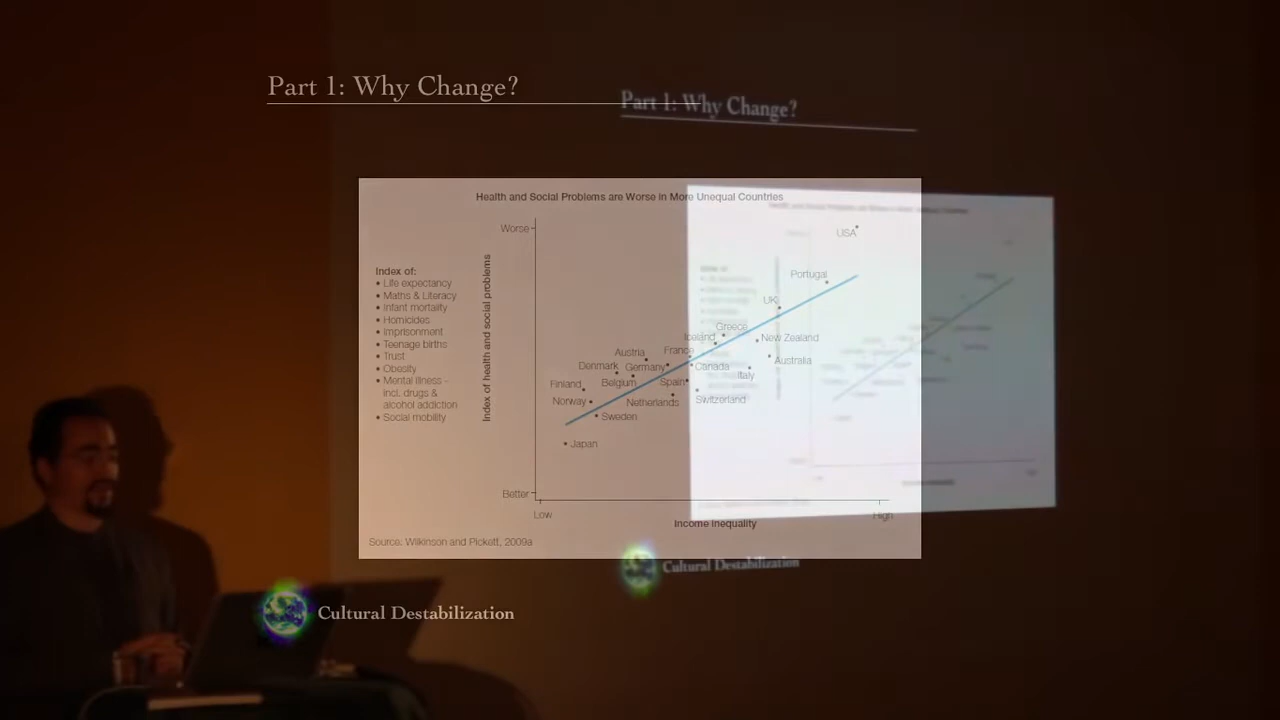 Part 1: Why Change?
Part 1: Why Change?
Health and Social Problems are Worse in More Unequal Countries
Worse
USA
Index of:
• Life expectancy
• Maths & Literacy
• Infant mortality
• Homicides
• Imprisonment
• Teenage births
• Trust
• Obesity
• Mental illness -
incl. drugs &
alcohol addiction
• Social mobility
Index of health and social problems
Portugal
UK
Greece
Iceland
New Zealand
Austria
France
Australia
Denmark
Germany
Canada
Italy
Finland
Belgium
Spain
Norway
Netherlands
Switzerland
Sweden
Japan
Better
Low
High
Income Inequality
Source: Wilkinson and Pickett, 2009a
Cultural Destabilization
Cultural Destabilization